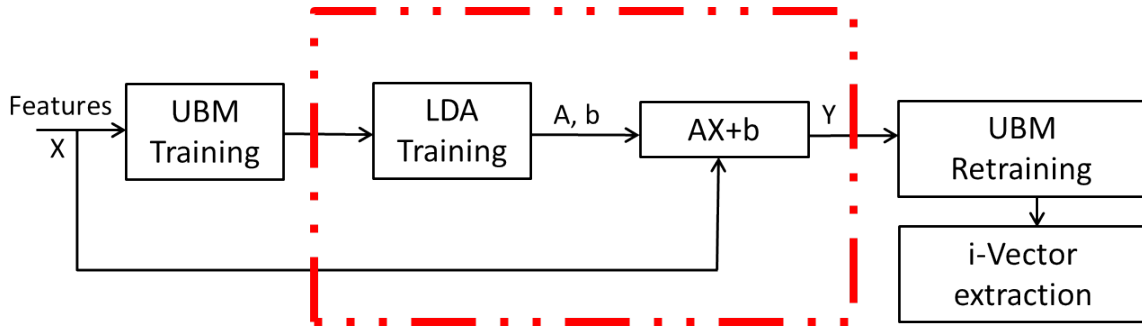 Features
X
UBM
Training
LDA
Training
A, b
AX+b
Y
UBM
Retraining
i-Vector
extraction